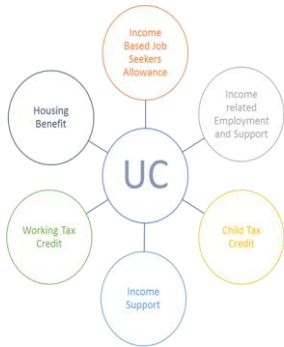 Income
Based Job
Seekers
Allowance
Income
related
Employment
and Support
Child Tax
Credit
Income
Support
Working Tax
Credit
Housing
Benefit
UC